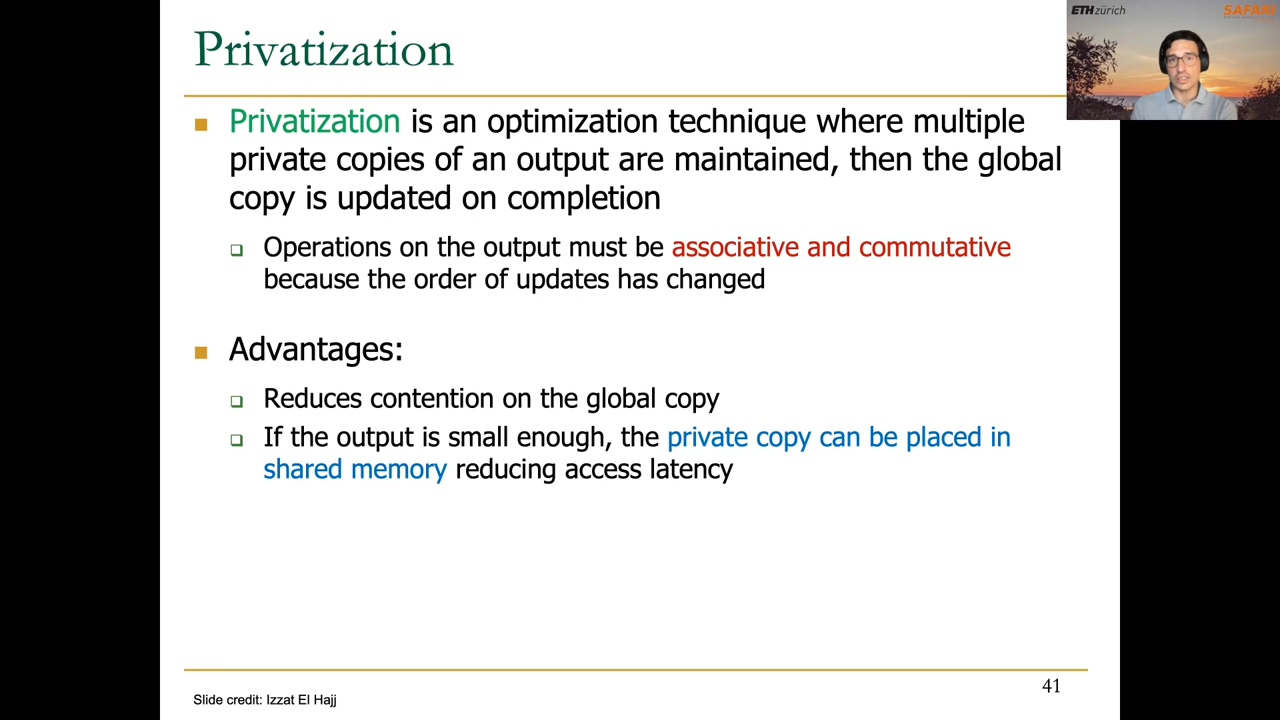 Privatization
ETH zürich
SAFARI
Privatization is an optimization technique where multiple
private copies of an output are maintained, then the global
copy is updated on completion
Operations on the output must be associative and commutative
because the order of updates has changed
Advantages:
Reduces contention on the global copy
If the output is small enough, the private copy can be placed in
shared memory reducing access latency
Slide credit: Izzat El Hajj
41